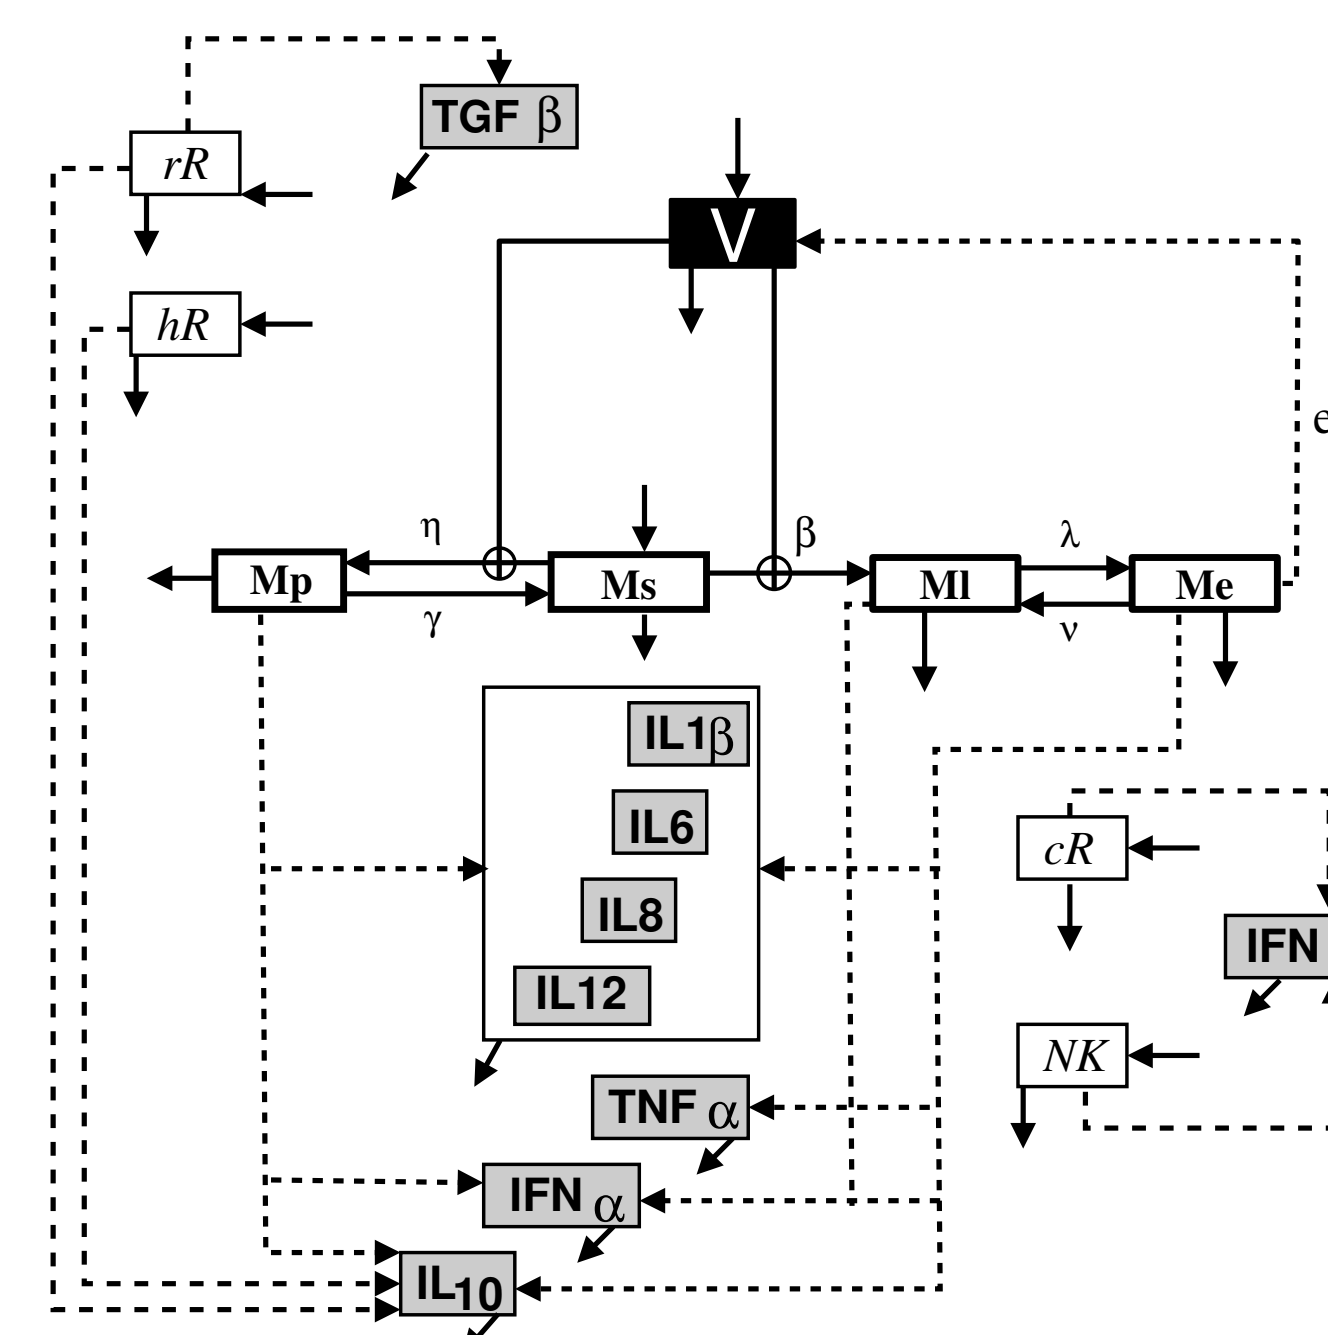 TGF β
rR
V
hR
e
η
β
λ
Mp
Ms
Ml
Me
γ
ν
IL1β
IL6
cR
IL8
IFN
IL12
NK
TNF α
IFN α
IL10